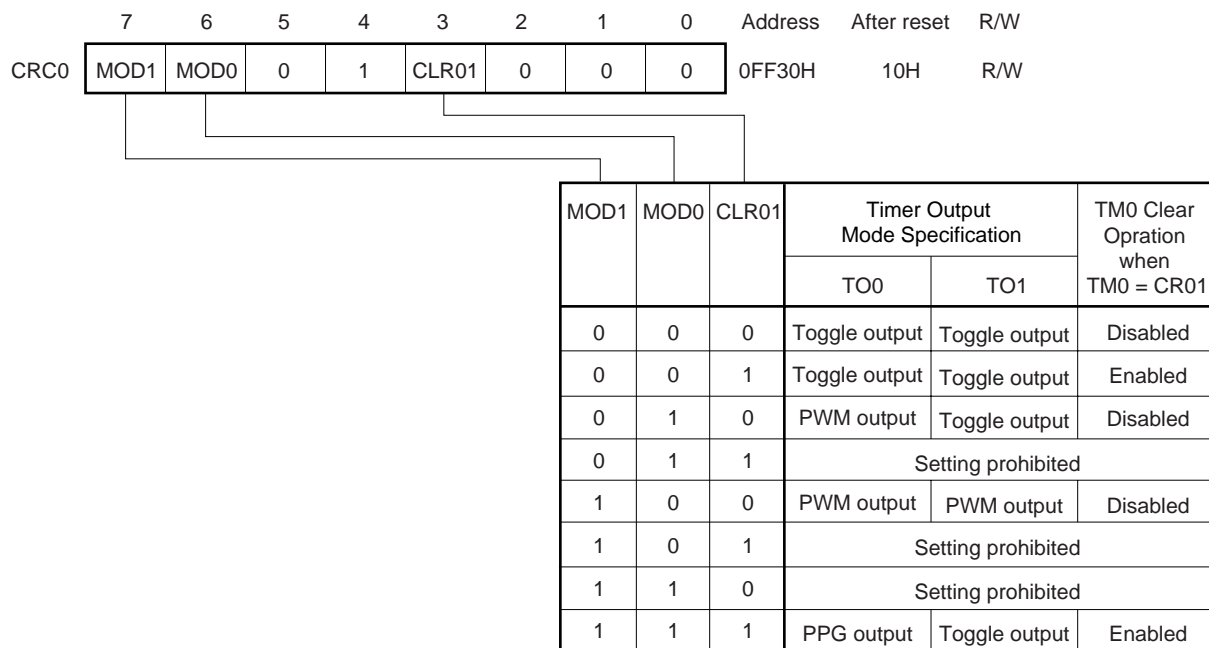 7 6 5 4 3 2 1 0 Address After reset R/W
CRC0 MOD1 MOD0 0 1 CLR01 0 0 0 0FF30H 10H R/W
MOD1 MOD0 CLR01 Timer Output TM0 Clear
Mode Specification Opration
when
TO0 TO1 TM0 = CR01
0 0 0 Toggle output Toggle output Disabled
0 0 1 Toggle output Toggle output Enabled
0 1 0 PWM output Toggle output Disabled
0 1 1 Setting prohibited
1 0 0 PWM output PWM output Disabled
1 0 1 Setting prohibited
1 1 0 Setting prohibited
1 1 1 PPG output Toggle output Enabled